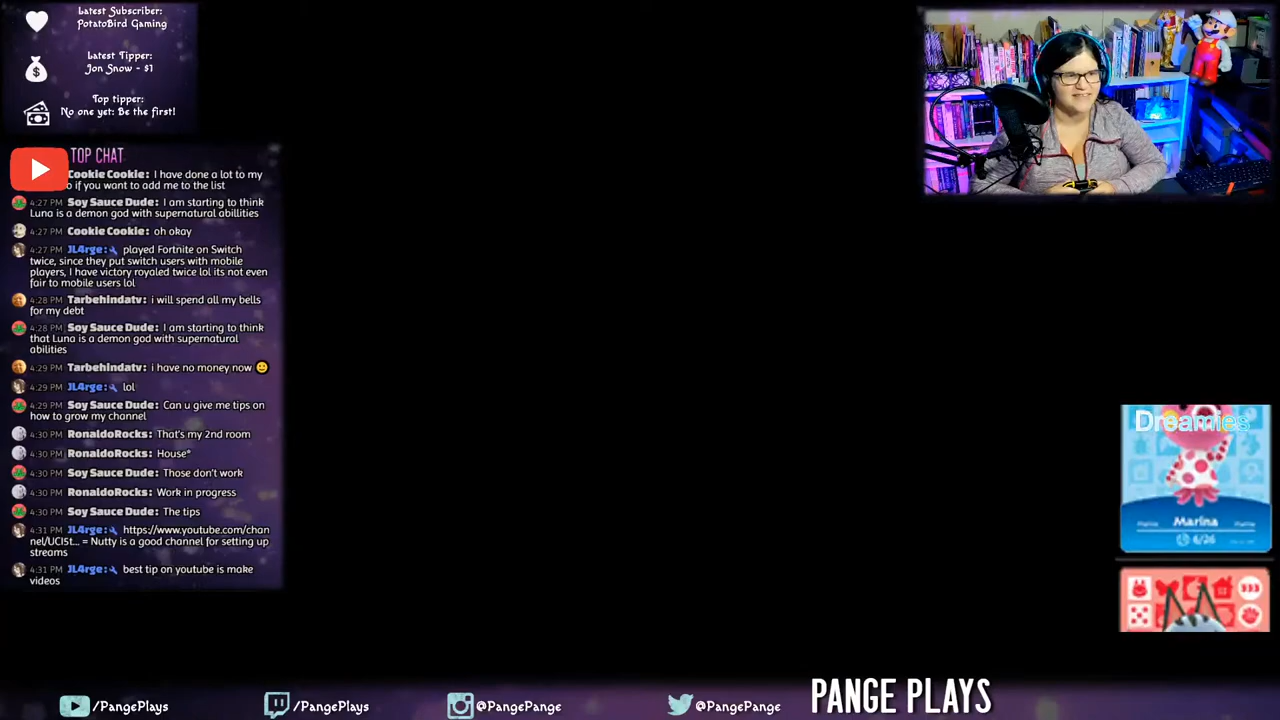 Latest Subscriber:
PotatoBird Gaming
Latest Tipper:
Jon Snow - $1
Top tipper:
No one yet: Be the first!
TOP CHAT
Cookie Cookie: I have done a lot to my
o if you want to add me to the list
4:27 PM Soy Sauce Dude: I am starting to think
Luna is a demon god with supernatural abillities
4:27 PM Cookie Cookie: oh okay
4:27 PM JL4rge: played Fortnite on Switch
twice, since they put switch users with mobile
players, I have victory royaled twice lol its not even
fair to mobile users lol
4:28 PM Tarbehindatv: i will spend all my bells
for my debt
4:28 PM Soy Sauce Dude: I am starting to think
that Luna is a demon god with supernatural
abilities
4:29 PM Tarbehindatv: i have no money now
4:29 PM JL4rge: lol
4:29 PM Soy Sauce Dude: Can u give me tips on
how to grow my channel
4:30 PM RonaldoRocks: That's my 2nd room
4:30 PM RonaldoRocks: House*
4:30 PM Soy Sauce Dude: Those don't work
4:30 PM RonaldoRocks: Work in progress
4:30 PM Soy Sauce Dude: The tips
4:31 PM JL4rge: https://www.youtube.com/chan
nel/UCI5t... = Nutty is a good channel for setting up
streams
4:31 PM JL4rge: best tip on youtube is make
videos
Dreamies
Marina
6/26
/PangePlays
/PangePlays
@PangePange
@PangePange
PANGE PLAYS